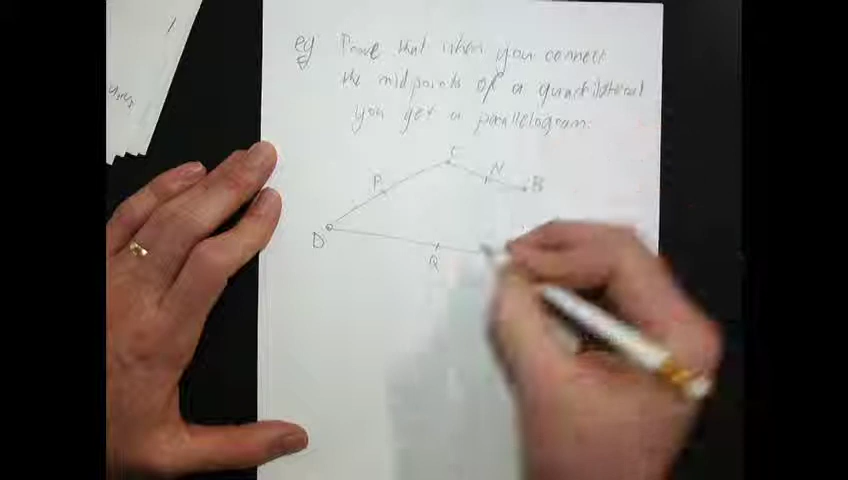 eg Prove that when you connect
the midpoints of a quadrilateral
you get a parallelogram.
C
P N B
D
Q